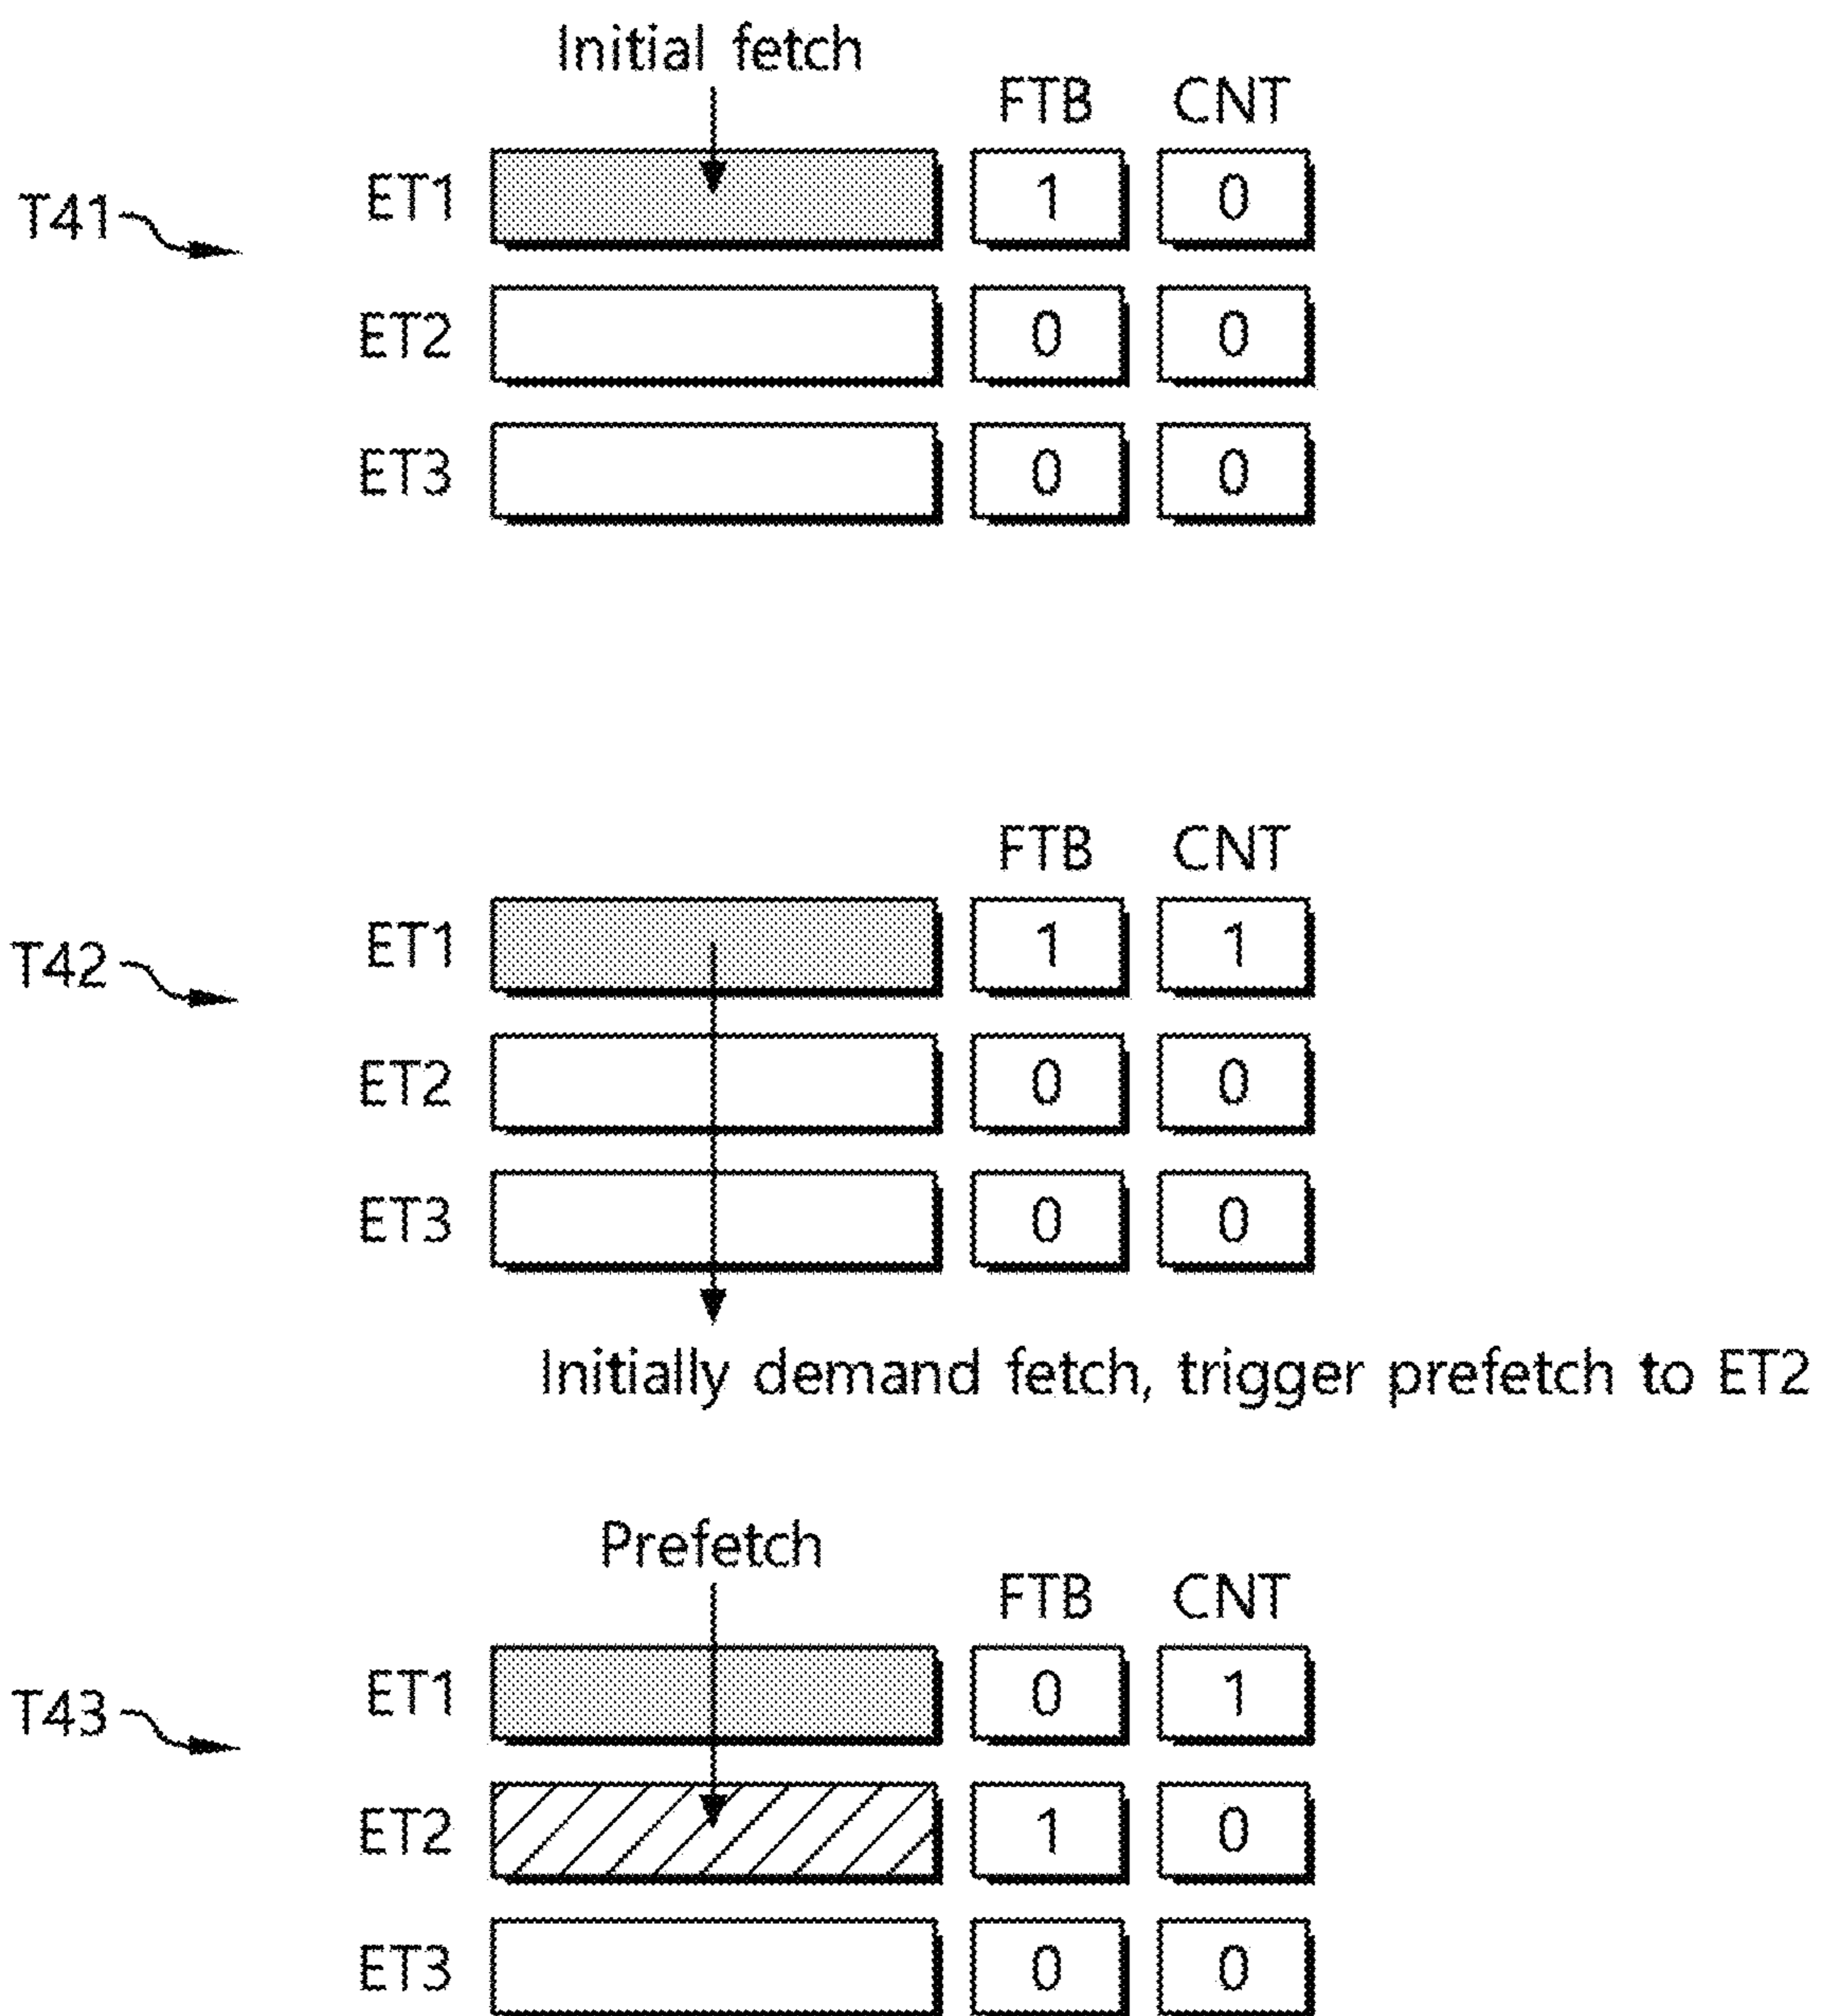 Initial fetch
FTB CNT
T41 ET1 1 0
ET2 0 0
ET3 0 0
FTB CNT
T42 ET1 1 1
ET2 0 0
ET3 0 0
Initially demand fetch, trigger prefetch to ET2
Prefetch
FTB CNT
T43 ET1 0 1
ET2 1 0
ET3 0 0